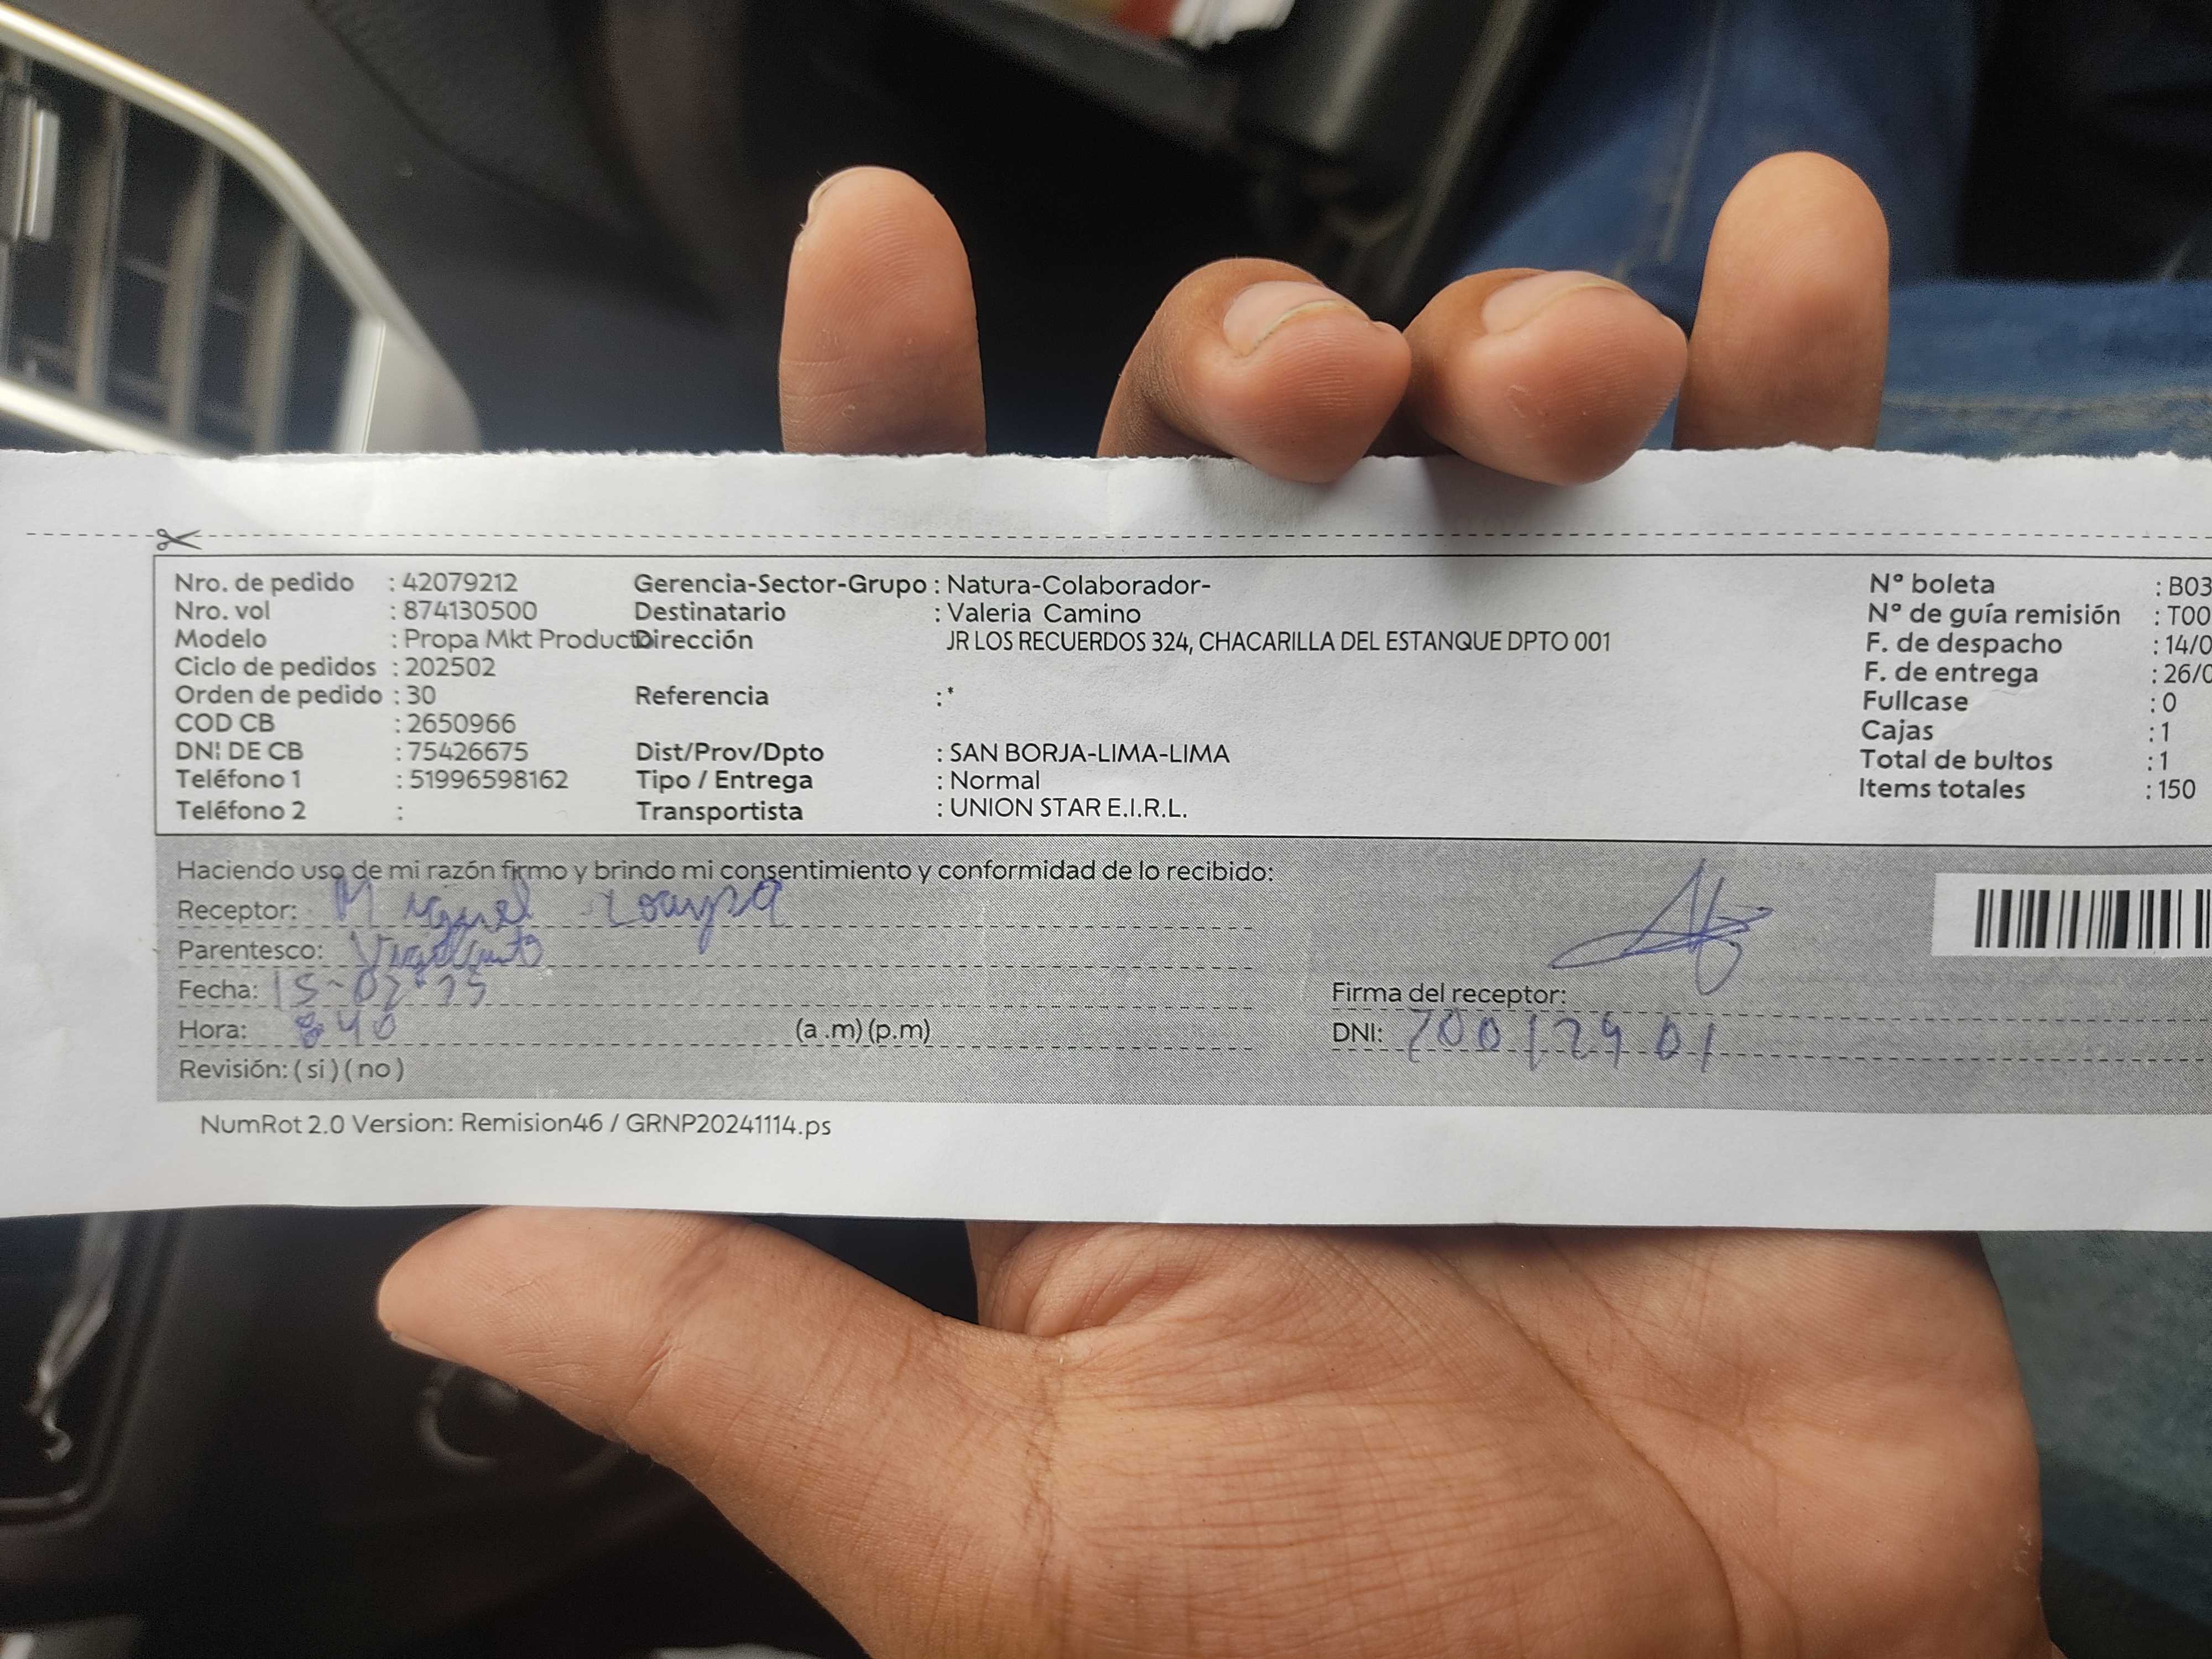 Nro. de pedido : 42079212 Gerencia-Sector-Grupo : Natura-Colaborador- N° boleta : B03
Nro. vol : 874130500 Destinatario : Valeria Camino N° de guía remisión : T00
Modelo : Propa Mkt Producto Dirección JR LOS RECUERDOS 324, CHACARILLA DEL ESTANQUE DPTO 001 F. de despacho : 14/0
Ciclo de pedidos : 202502 F. de entrega : 26/0
Orden de pedido : 30 Referencia : * Fullcase : 0
COD CB : 2650966 Cajas : 1
DNI DE CB : 75426675 Dist/Prov/Dpto : SAN BORJA-LIMA-LIMA Total de bultos : 1
Teléfono 1 : 51996598162 Tipo / Entrega : Normal Items totales : 150
Teléfono 2 : Transportista : UNION STAR E.I.R.L.
Haciendo uso de mi razón firmo y brindo mi consentimiento y conformidad de lo recibido:
Receptor: Miguel Loayza
Parentesco: Vigilante
Fecha: 15-02-25 Firma del receptor:
Hora: 8 40 (a .m) (p.m) DNI: 70012901
Revisión: ( si ) ( no )
NumRot 2.0 Version: Remision46 / GRNP20241114.ps